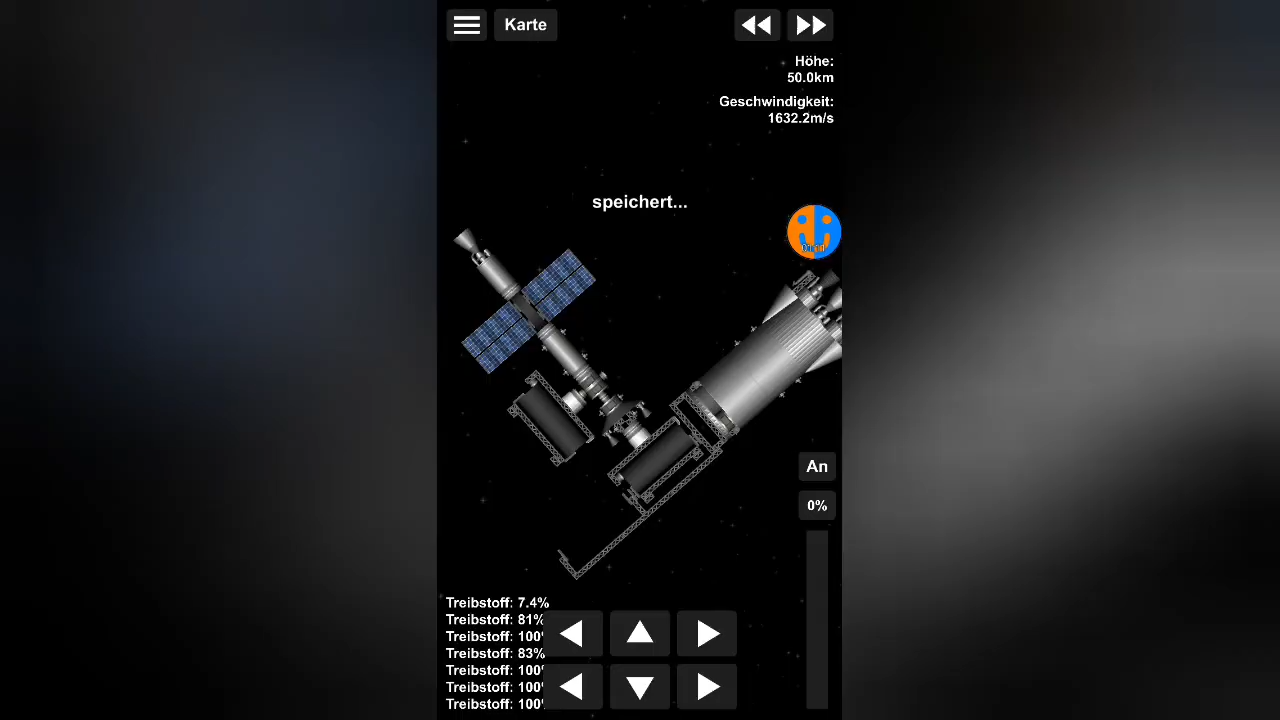 Karte
Höhe:
50.0km
Geschwindigkeit:
1632.2m/s
speichert...
An
0%
Treibstoff: 7.4%
Treibstoff: 81%
Treibstoff: 100%
Treibstoff: 83%
Treibstoff: 100%
Treibstoff: 100%
Treibstoff: 100%